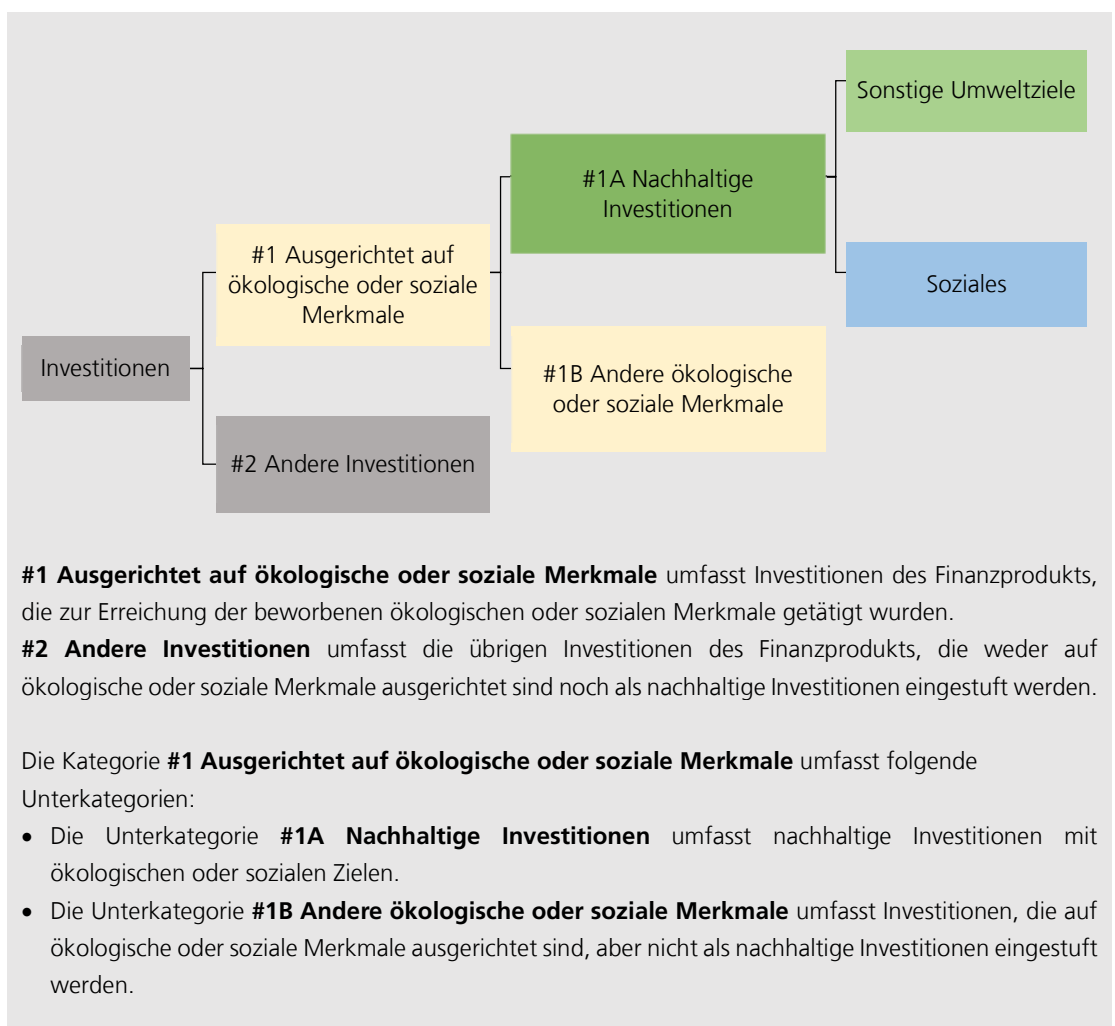 Sonstige Umweltziele
#1A Nachhaltige
Investitionen
#1 Ausgerichtet auf
ökologische oder soziale
Merkmale
Soziales
Investitionen
#1B Andere ökologische
oder soziale Merkmale
#2 Andere Investitionen
#1 Ausgerichtet auf ökologische oder soziale Merkmale umfasst Investitionen des Finanzprodukts,
die zur Erreichung der beworbenen ökologischen oder sozialen Merkmale getätigt wurden.
#2 Andere Investitionen umfasst die übrigen Investitionen des Finanzprodukts, die weder auf
ökologische oder soziale Merkmale ausgerichtet sind noch als nachhaltige Investitionen eingestuft werden.
Die Kategorie #1 Ausgerichtet auf ökologische oder soziale Merkmale umfasst folgende
Unterkategorien:
• Die Unterkategorie #1A Nachhaltige Investitionen umfasst nachhaltige Investitionen mit
ökologischen oder sozialen Zielen.
• Die Unterkategorie #1B Andere ökologische oder soziale Merkmale umfasst Investitionen, die auf
ökologische oder soziale Merkmale ausgerichtet sind, aber nicht als nachhaltige Investitionen eingestuft
werden.